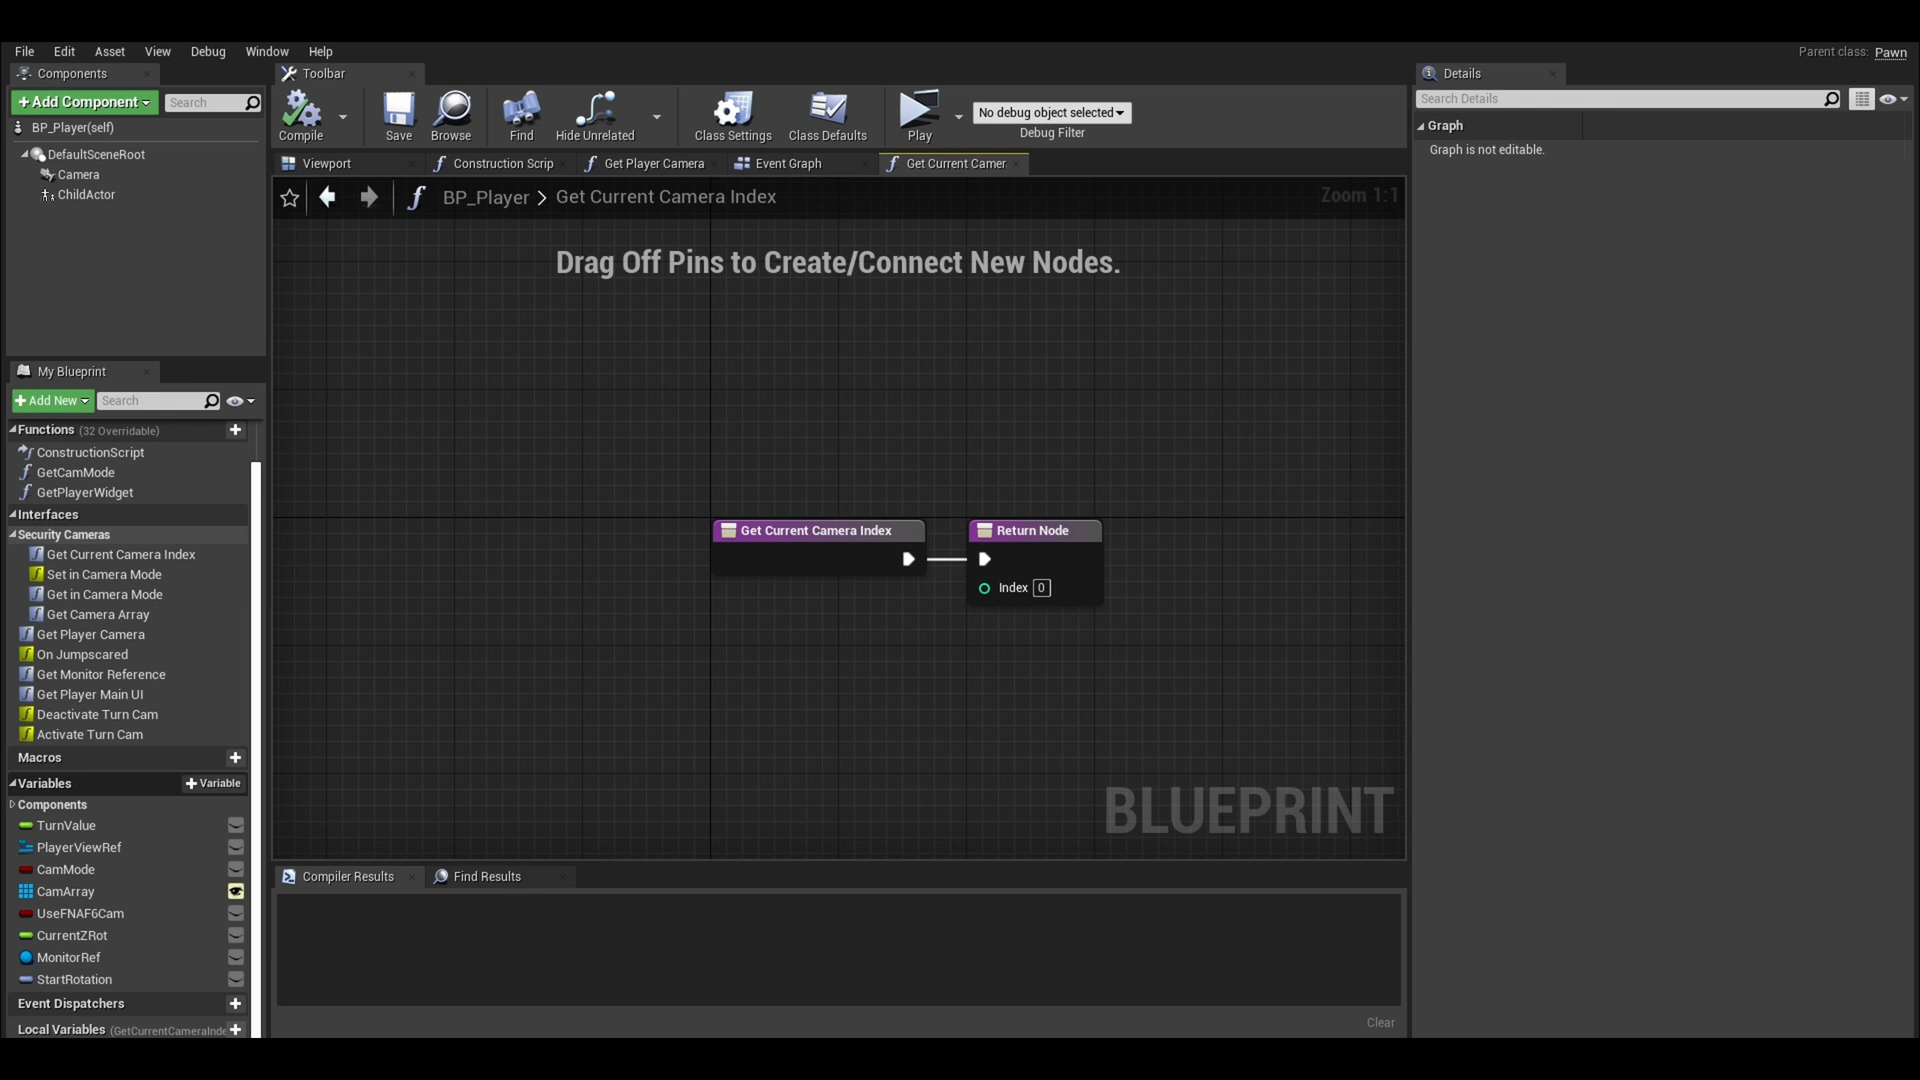 File Edit Asset View Debug Window Help
Parent class: Pawn
Components
Toolbar
Details
+ Add Component
Search
BP_Player(self)
DefaultSceneRoot
Camera
ChildActor
Compile
Save
Browse
Find
Hide Unrelated
Class Settings
Class Defaults
Play
No debug object selected
Debug Filter
Search Details
Graph
Graph is not editable.
Viewport
Construction Scrip
Get Player Camera
Event Graph
Get Current Camer
BP_Player > Get Current Camera Index
Zoom 1:1
Drag Off Pins to Create/Connect New Nodes.
My Blueprint
+ Add New
Search
Functions (32 Overridable)
ConstructionScript
GetCamMode
GetPlayerWidget
Interfaces
Security Cameras
Get Current Camera Index
Set in Camera Mode
Get in Camera Mode
Get Camera Array
Get Player Camera
On Jumpscared
Get Monitor Reference
Get Player Main UI
Deactivate Turn Cam
Activate Turn Cam
Macros
Variables
+ Variable
Components
TurnValue
PlayerViewRef
CamMode
CamArray
UseFNAF6Cam
CurrentZRot
MonitorRef
StartRotation
Event Dispatchers
Local Variables (GetCurrentCameraInde
Get Current Camera Index
Return Node
Index 0
BLUEPRINT
Compiler Results
Find Results
Clear